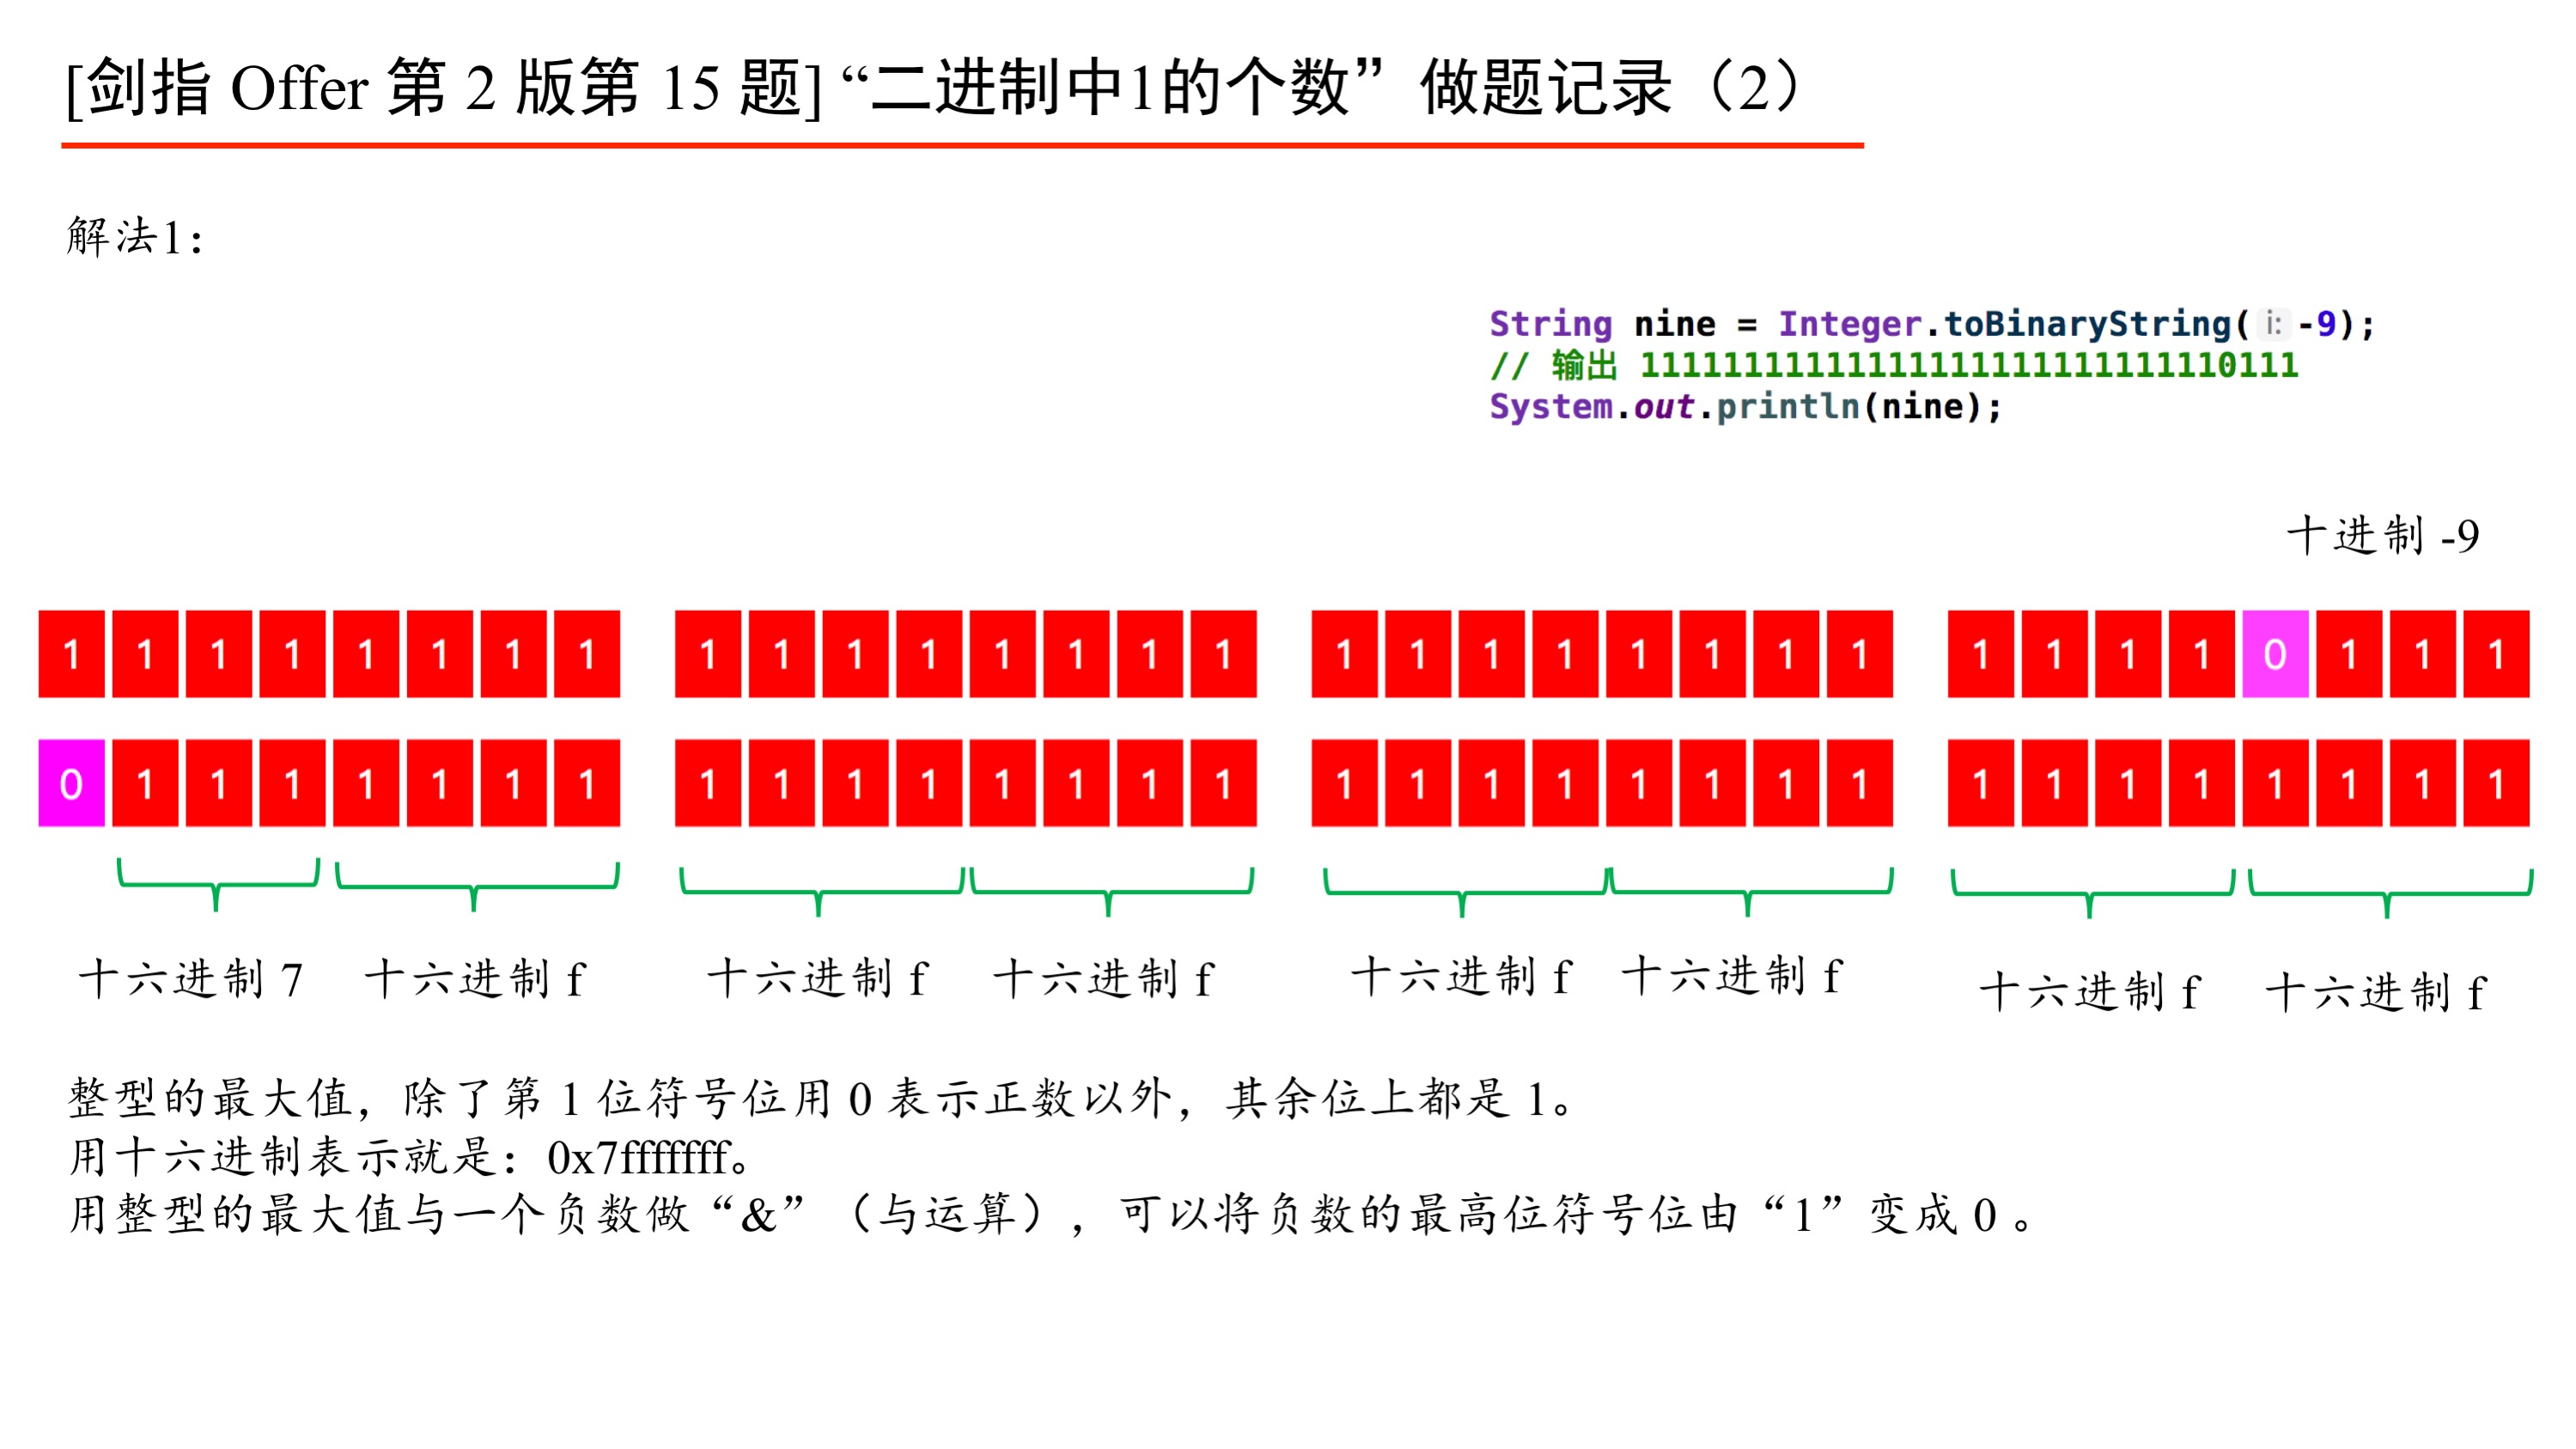 [剑指 Offer 第 2 版第 15 题] “二进制中1的个数”做题记录（2）
解法1：
String nine = Integer.toBinaryString( i: -9);
// 输出 11111111111111111111111111110111
System.out.println(nine);
十进制 -9
1 1 1 1 1 1 1 1 1 1 1 1 1 1 1 1 1 1 1 1 1 1 1 1 1 1 1 1 0 1 1 1
0 1 1 1 1 1 1 1 1 1 1 1 1 1 1 1 1 1 1 1 1 1 1 1 1 1 1 1 1 1 1 1
十六进制 7 十六进制 f 十六进制 f 十六进制 f 十六进制 f 十六进制 f 十六进制 f 十六进制 f
整型的最大值，除了第 1 位符号位用 0 表示正数以外，其余位上都是 1。
用十六进制表示就是：0x7fffffff。
用整型的最大值与一个负数做“&”（与运算），可以将负数的最高位符号位由“1”变成 0 。